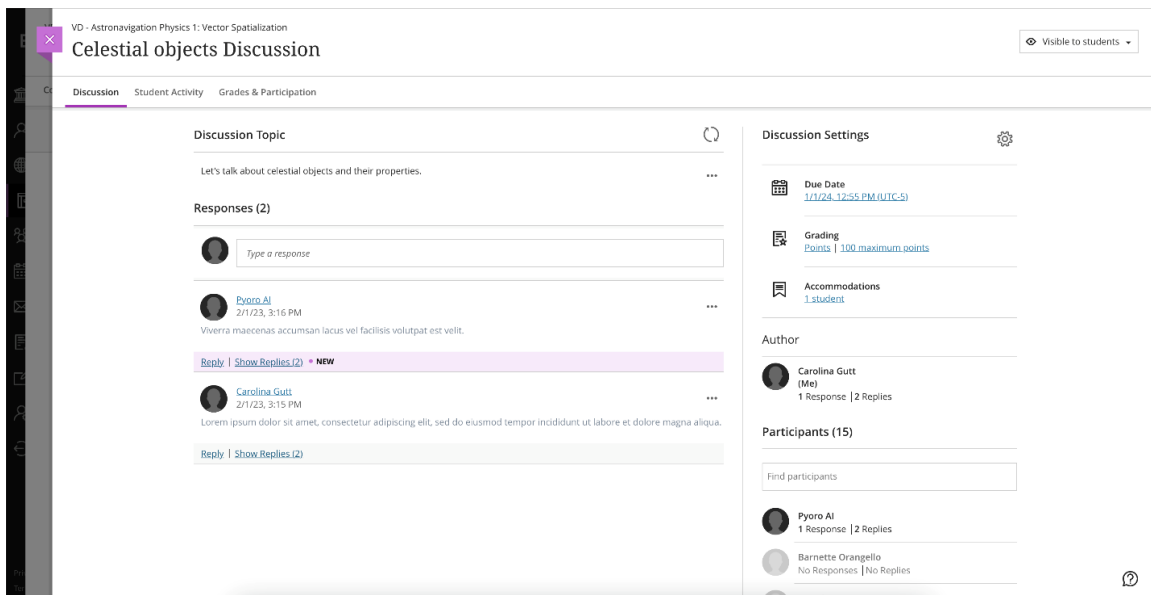 VD - Astronavigation Physics 1: Vector Spatialization
Celestial objects Discussion
Visible to students
Discussion Student Activity Grades & Participation
Discussion Topic
Let's talk about celestial objects and their properties.
Responses (2)
Type a response
Pyoro Al
2/1/23, 3:16 PM
Viverra maecenas accumsan lacus vel facilisis volutpat est velit.
Reply | Show Replies (2) • NEW
Carolina Gutt
2/1/23, 3:15 PM
Lorem ipsum dolor sit amet, consectetur adipiscing elit, sed do eiusmod tempor incididunt ut labore et dolore magna aliqua.
Reply | Show Replies (2)
Discussion Settings
Due Date
1/1/24, 12:55 PM (UTC-5)
Grading
Points | 100 maximum points
Accommodations
1 student
Author
Carolina Gutt
(Me)
1 Response | 2 Replies
Participants (15)
Find participants
Pyoro Al
1 Response | 2 Replies
Barnette Orangello
No Responses | No Replies